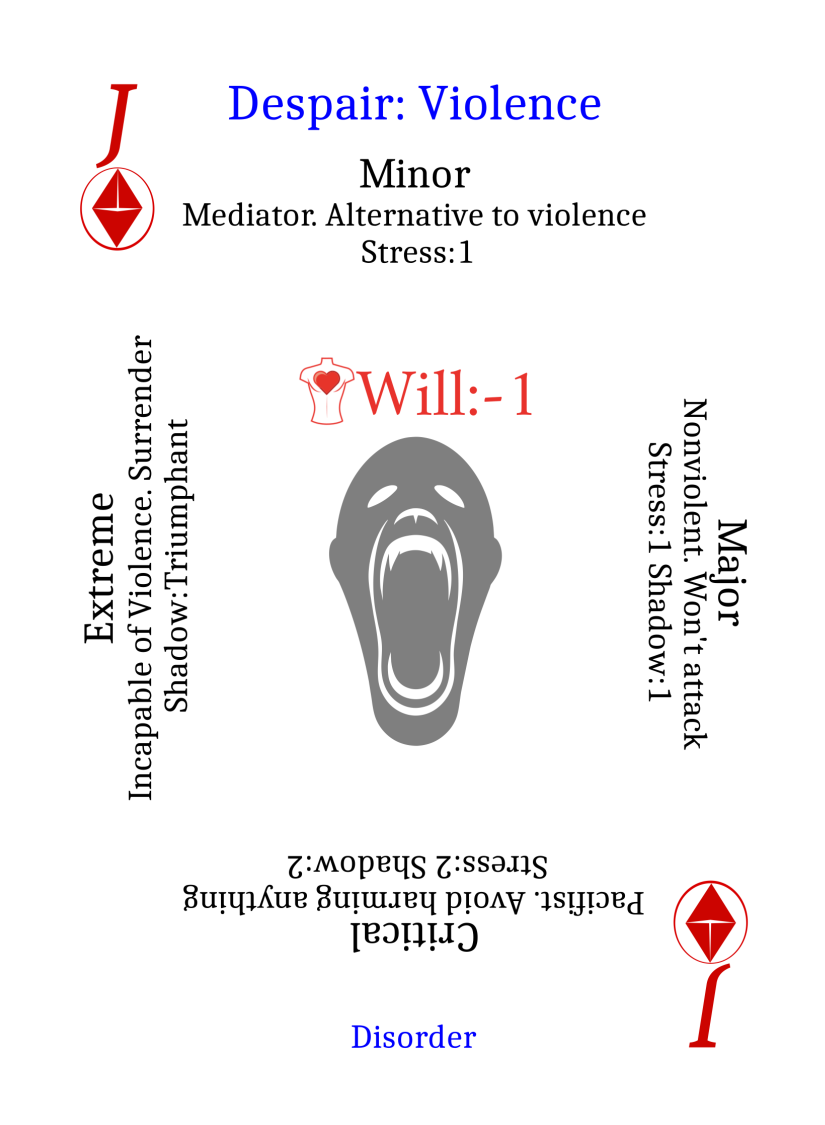 J
Despair: Violence
Minor
Mediator. Alternative to violence
Stress:1
Will:-1
Extreme
Incapable of Violence. Surrender
Shadow:Triumphant
Major
Nonviolent. Won't attack
Stress:1 Shadow:1
Critical
Pacifist. Avoid harming anything
Stress:2 Shadow:2
J
Disorder